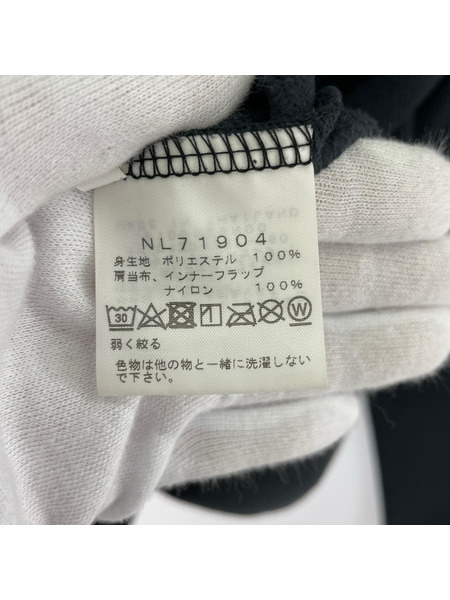 NL71904
身生地 ポリエステル 100%
肩当布、インナーフラップ
ナイロン 100%
30 W
弱く絞る
色物は他の物と一緒に洗濯しない
で下さい。